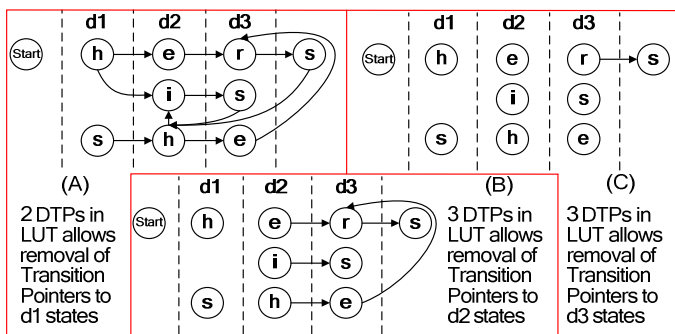 d1 d2 d3
Start h e r s
i s
s h e
(A)
2 DTPs in
LUT allows
removal of
Transition
Pointers to
d1 states
d1 d2 d3
Start h e r s
i s
s h e
(B)
3 DTPs in
LUT allows
removal of
Transition
Pointers to
d2 states
d1 d2 d3
Start h e r s
i s
s h e
(C)
3 DTPs in
LUT allows
removal of
Transition
Pointers to
d3 states